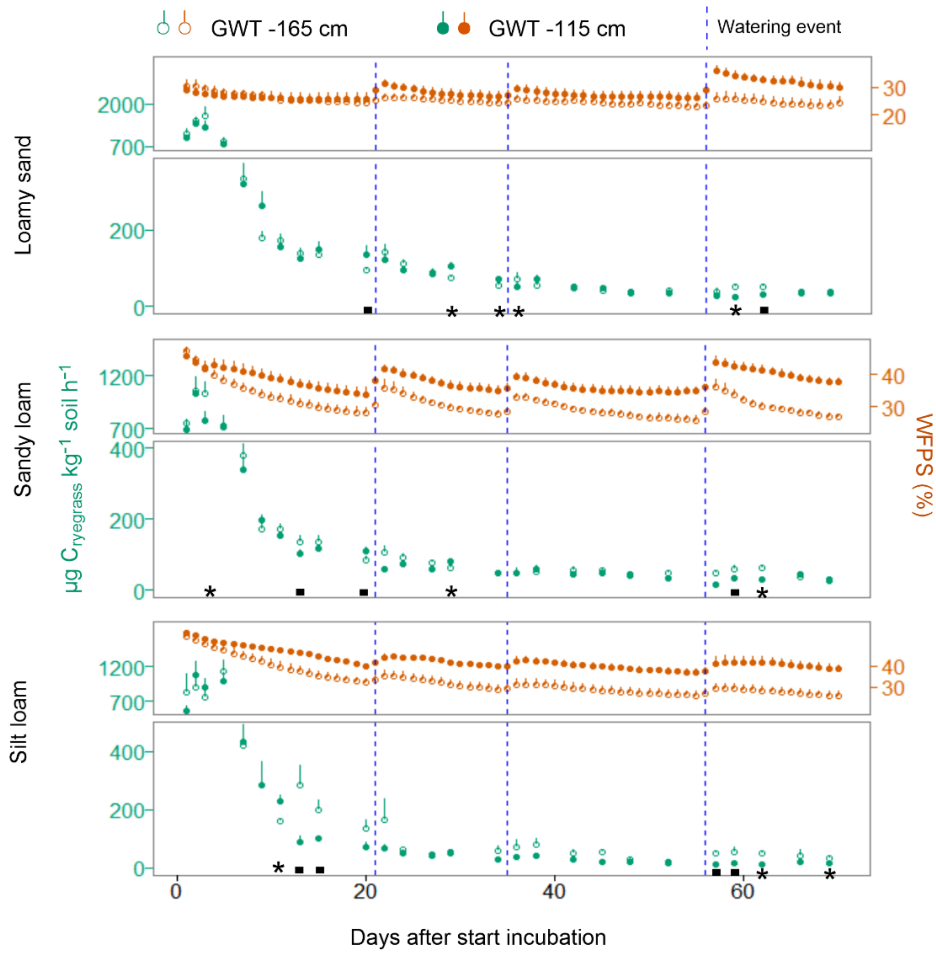 GWT -165 cm GWT -115 cm Watering event
Loamy sand
2000
700
30
20
200
0
* * * *
Sandy loam
µg C ryegrass kg⁻¹ soil h⁻¹
WFPS (%)
1200
700
40
30
400
200
0
* * *
Silt loam
1200
700
40
30
400
200
0
* * *
0 20 40 60
Days after start incubation